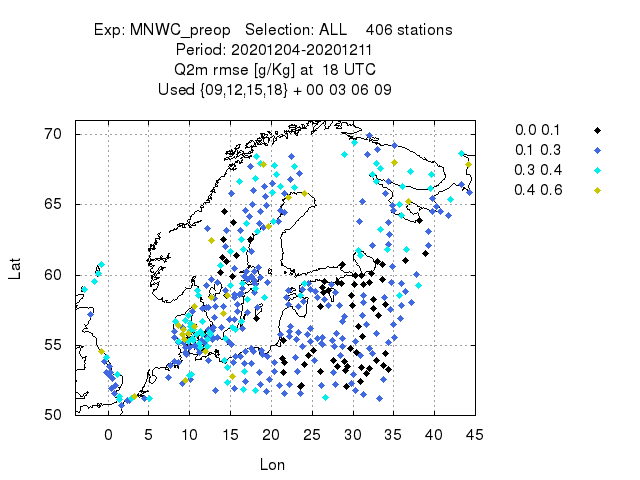 Exp: MNWC_preop Selection: ALL 406 stations
Period: 20201204-20201211
Q2m rmse [g/Kg] at 18 UTC
Used {09,12,15,18} + 00 03 06 09
0.0 0.1
0.1 0.3
0.3 0.4
0.4 0.6
70
65
60
55
50
Lat
0 5 10 15 20 25 30 35 40 45
Lon